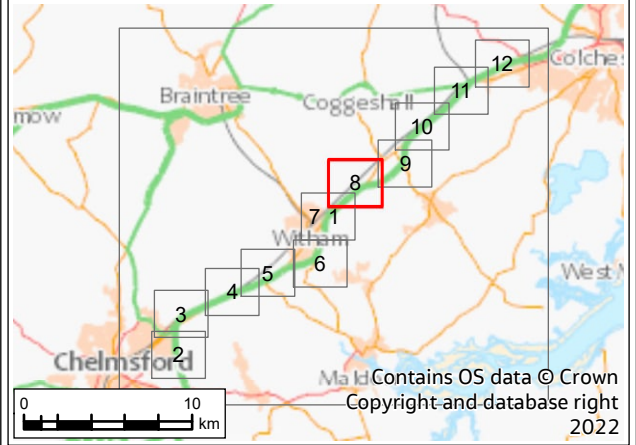 12
Colches
11
Braintree
Coggeshall
mow
10
9
8
7
1
Witham
6
West M
5
4
3
2
Chelmsford
Mald
Contains OS data © Crown
Copyright and database right
2022
0
10
km